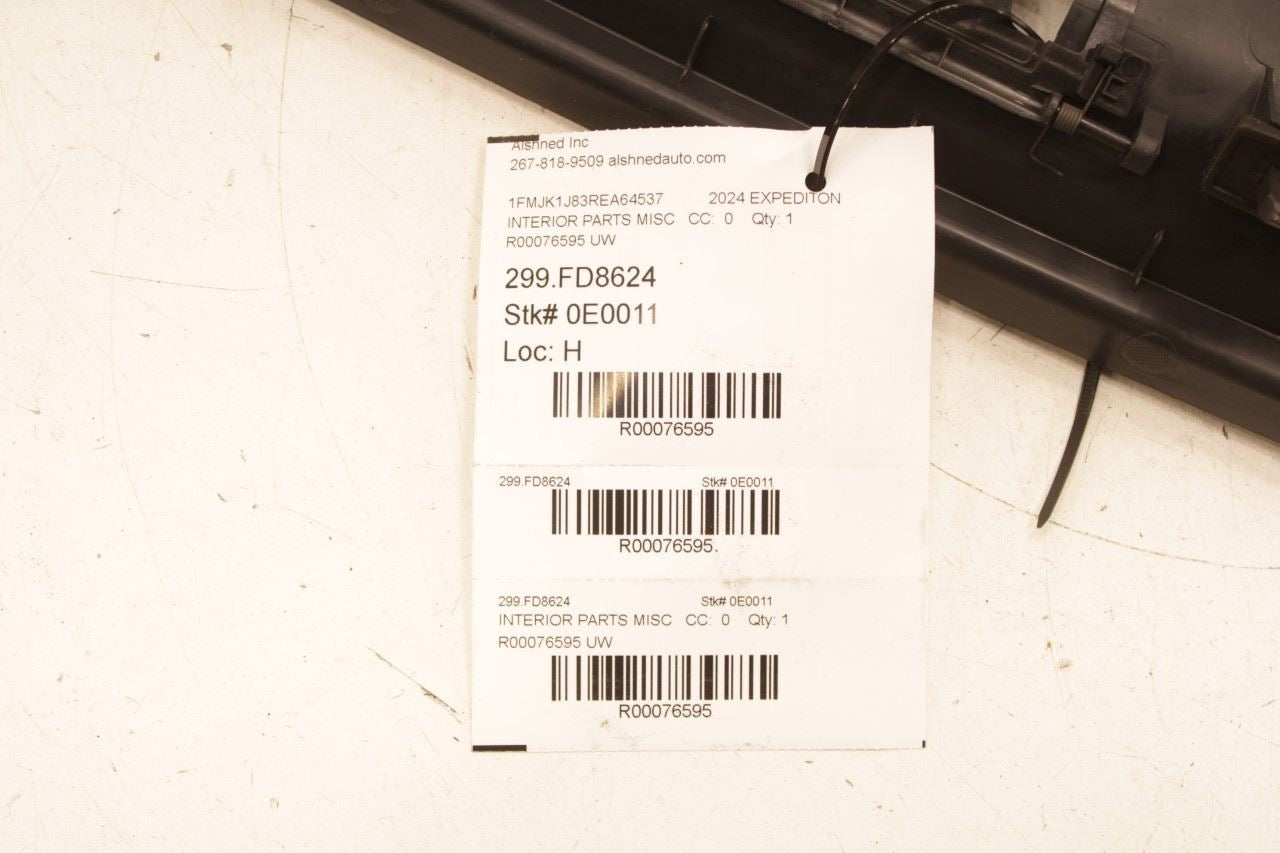 Alshned Inc
267-818-9509 alshnedauto.com
1FMJK1J83REA64537 2024 EXPEDITON
INTERIOR PARTS MISC CC: 0 Qty: 1
R00076595 UW
299.FD8624
Stk# 0E0011
Loc: H
R00076595
299.FD8624 Stk# 0E0011
R00076595
299.FD8624 Stk# 0E0011
INTERIOR PARTS MISC CC: 0 Qty: 1
R00076595 UW
R00076595